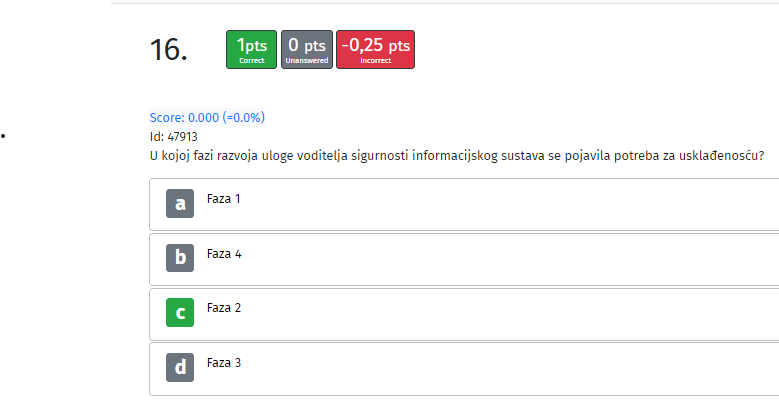 16.
1pts
Correct
0 pts
Unanswered
-0,25 pts
Incorrect
Score: 0.000 (=0.0%)
Id: 47913
U kojoj fazi razvoja uloge voditelja sigurnosti informacijskog sustava se pojavila potreba za usklađenosću?
a Faza 1
b Faza 4
c Faza 2
d Faza 3